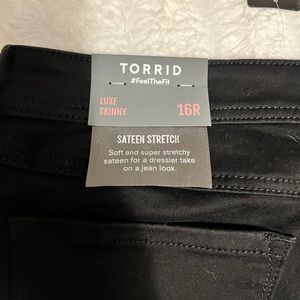 TORRID
#FeelTheFit
LUXE
SKINNY
16R
SATEEN STRETCH
Soft and super stretchy
sateen for a dressier take
on a jean look.